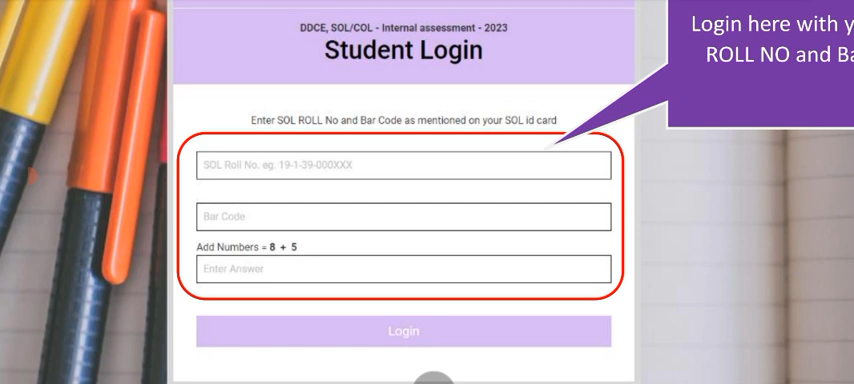 DDCE, SOL/COL - Internal assessment - 2023
Student Login
Login here with
ROLL NO and
Enter SOL ROLL No and Bar Code as mentioned on your SOL id card
SOL Roll No. eg. 19-1-39-000XXX
Bar Code
Add Numbers = 8 + 5
Enter Answer
Login